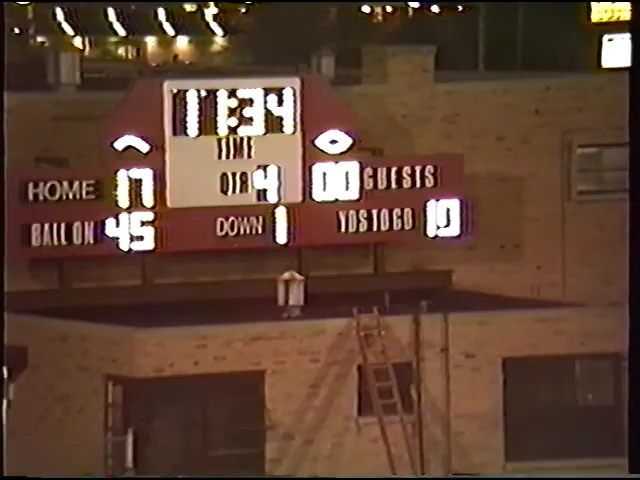 11:34
TIME
HOME 17 QTR 4 00 GUESTS
BALL ON 45 DOWN 1 YDS TO GO 10